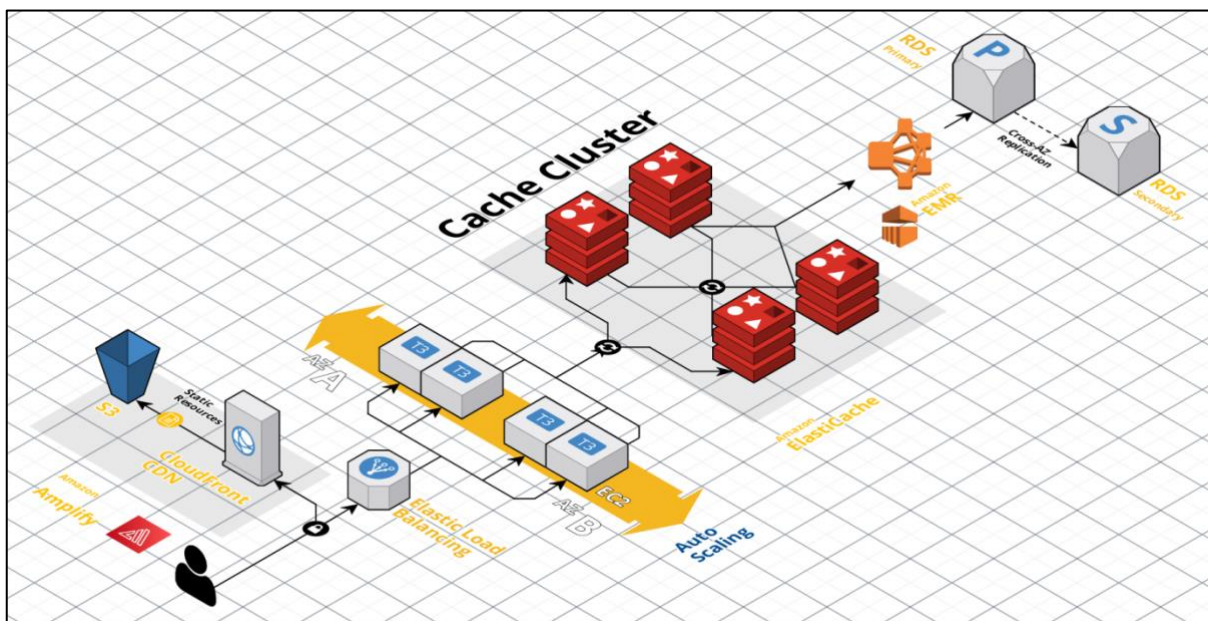 RDS
Primary
P
S
Cross-AZ
Replication
RDS
Secondary
Cache Cluster
Amazon
EMR
Amazon
ElastiCache
AZ A
T3
T3
T3
T3
EC2
AZ B
Auto
Scaling
S3
Static
Resources
CloudFront
CDN
Amazon
Amplify
Elastic Load
Balancing